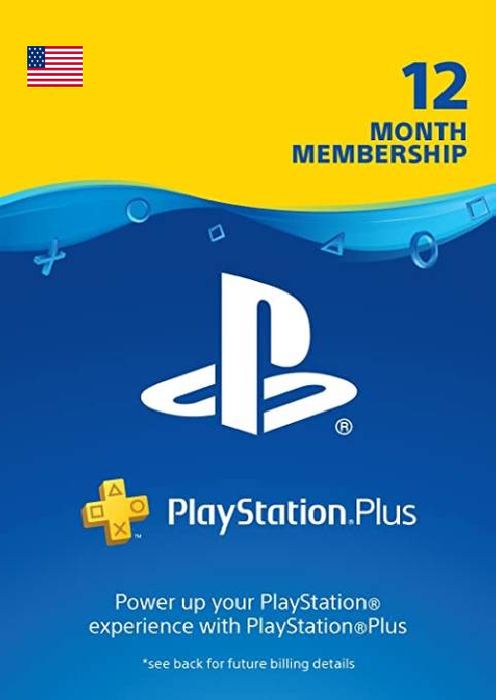 12
MONTH
MEMBERSHIP
®
PlayStation®Plus
™
Power up your PlayStation®
experience with PlayStation®Plus
*see back for future billing details